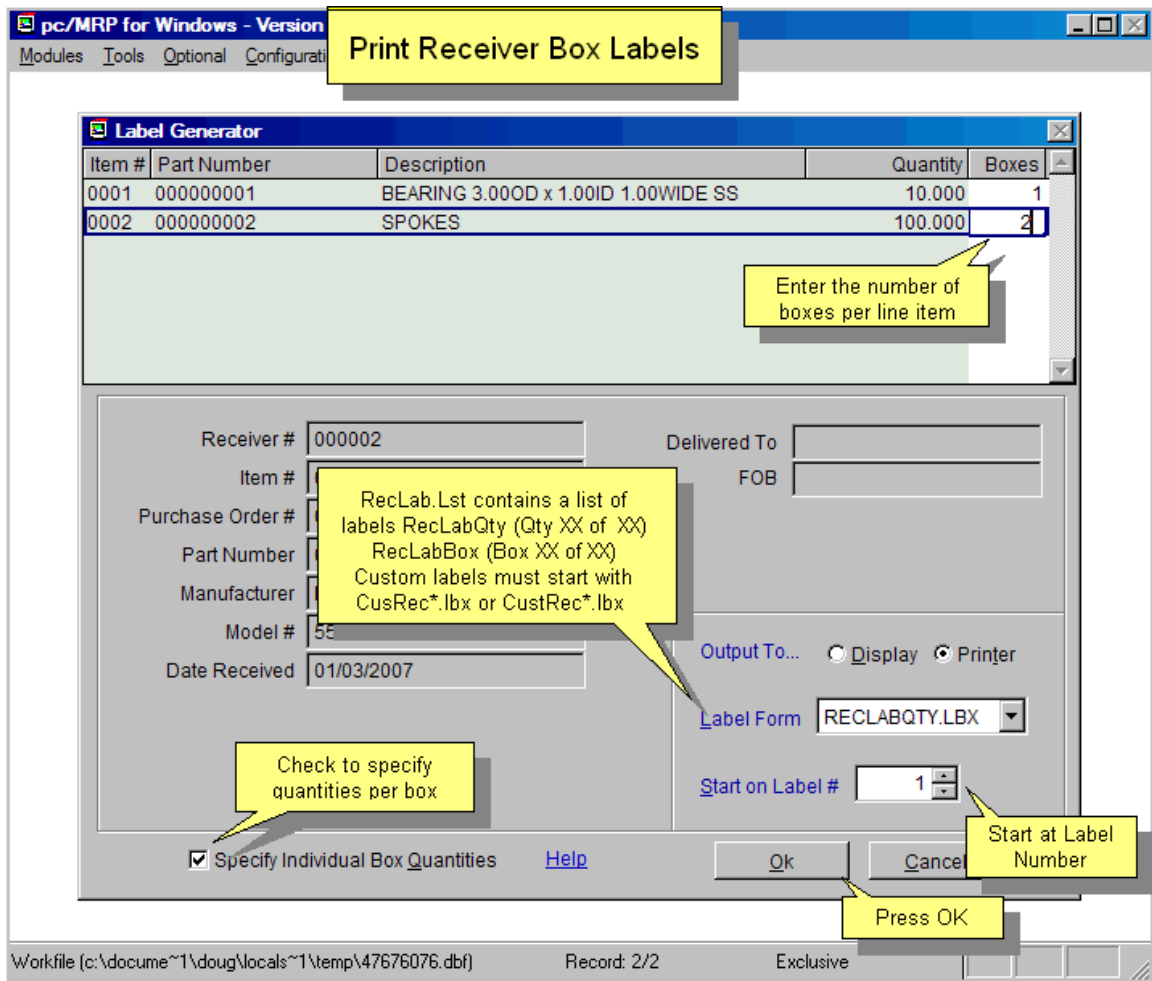 pc/MRP for Windows - Version
Print Receiver Box Labels
Modules Tools Optional Configurati
Label Generator
Item # Part Number Description Quantity Boxes
0001 000000001 BEARING 3.00OD x 1.00ID 1.00WIDE SS 10.000 1
0002 000000002 SPOKES 100.000 2
Enter the number of
boxes per line item
Receiver # 000002
Delivered To
Item #
FOB
Purchase Order #
Part Number
Manufacturer
Model # 55
Date Received 01/03/2007
RecLab.Lst contains a list of
labels RecLabQty (Qty XX of XX)
RecLabBox (Box XX of XX)
Custom labels must start with
CusRec*.lbx or CustRec*.lbx
Output To... Display Printer
Label Form RECLABQTY.LBX
Start on Label # 1
Check to specify
quantities per box
Start at Label
Number
Specify Individual Box Quantities Help Ok Cancel
Press OK
Workfile (c:\docume~1\doug\locals~1\temp\47676076.dbf) Record: 2/2 Exclusive